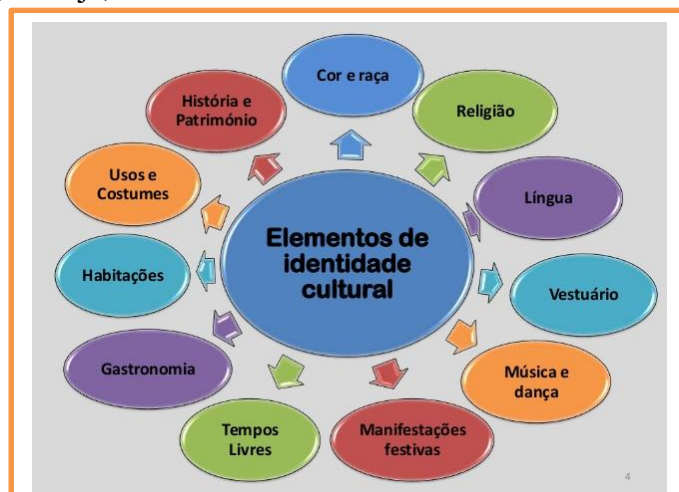 Cor e raça
Religião
Língua
Vestuário
Música e
dança
Manifestações
festivas
Tempos
Livres
Gastronomia
Habitações
Usos e
Costumes
História e
Património
Elementos de
identidade
cultural
4